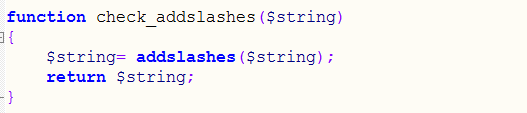 function check_addslashes($string)
{
    $string= addslashes($string);
    return $string;
}